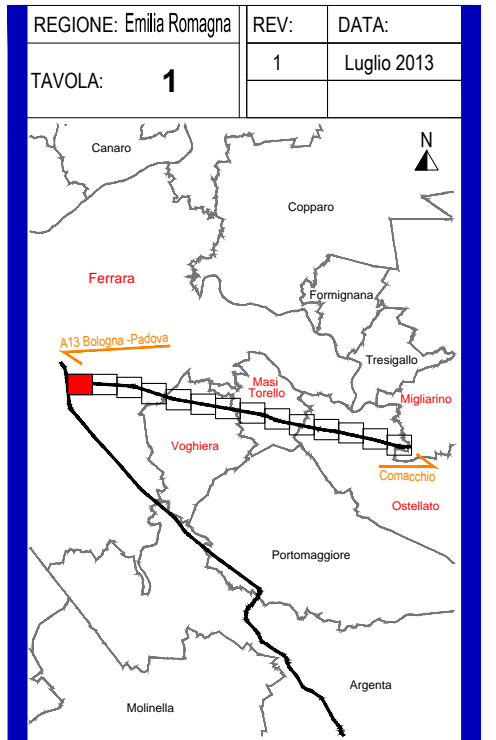 REGIONE: Emilia Romagna
REV:
DATA:
TAVOLA: 1
1
Luglio 2013
Canaro
N
Copparo
Ferrara
Formignana
A13 Bologna -Padova
Tresigallo
Masi
Torello
Migliarino
Voghiera
Comacchio
Ostellato
Portomaggiore
Argenta
Molinella